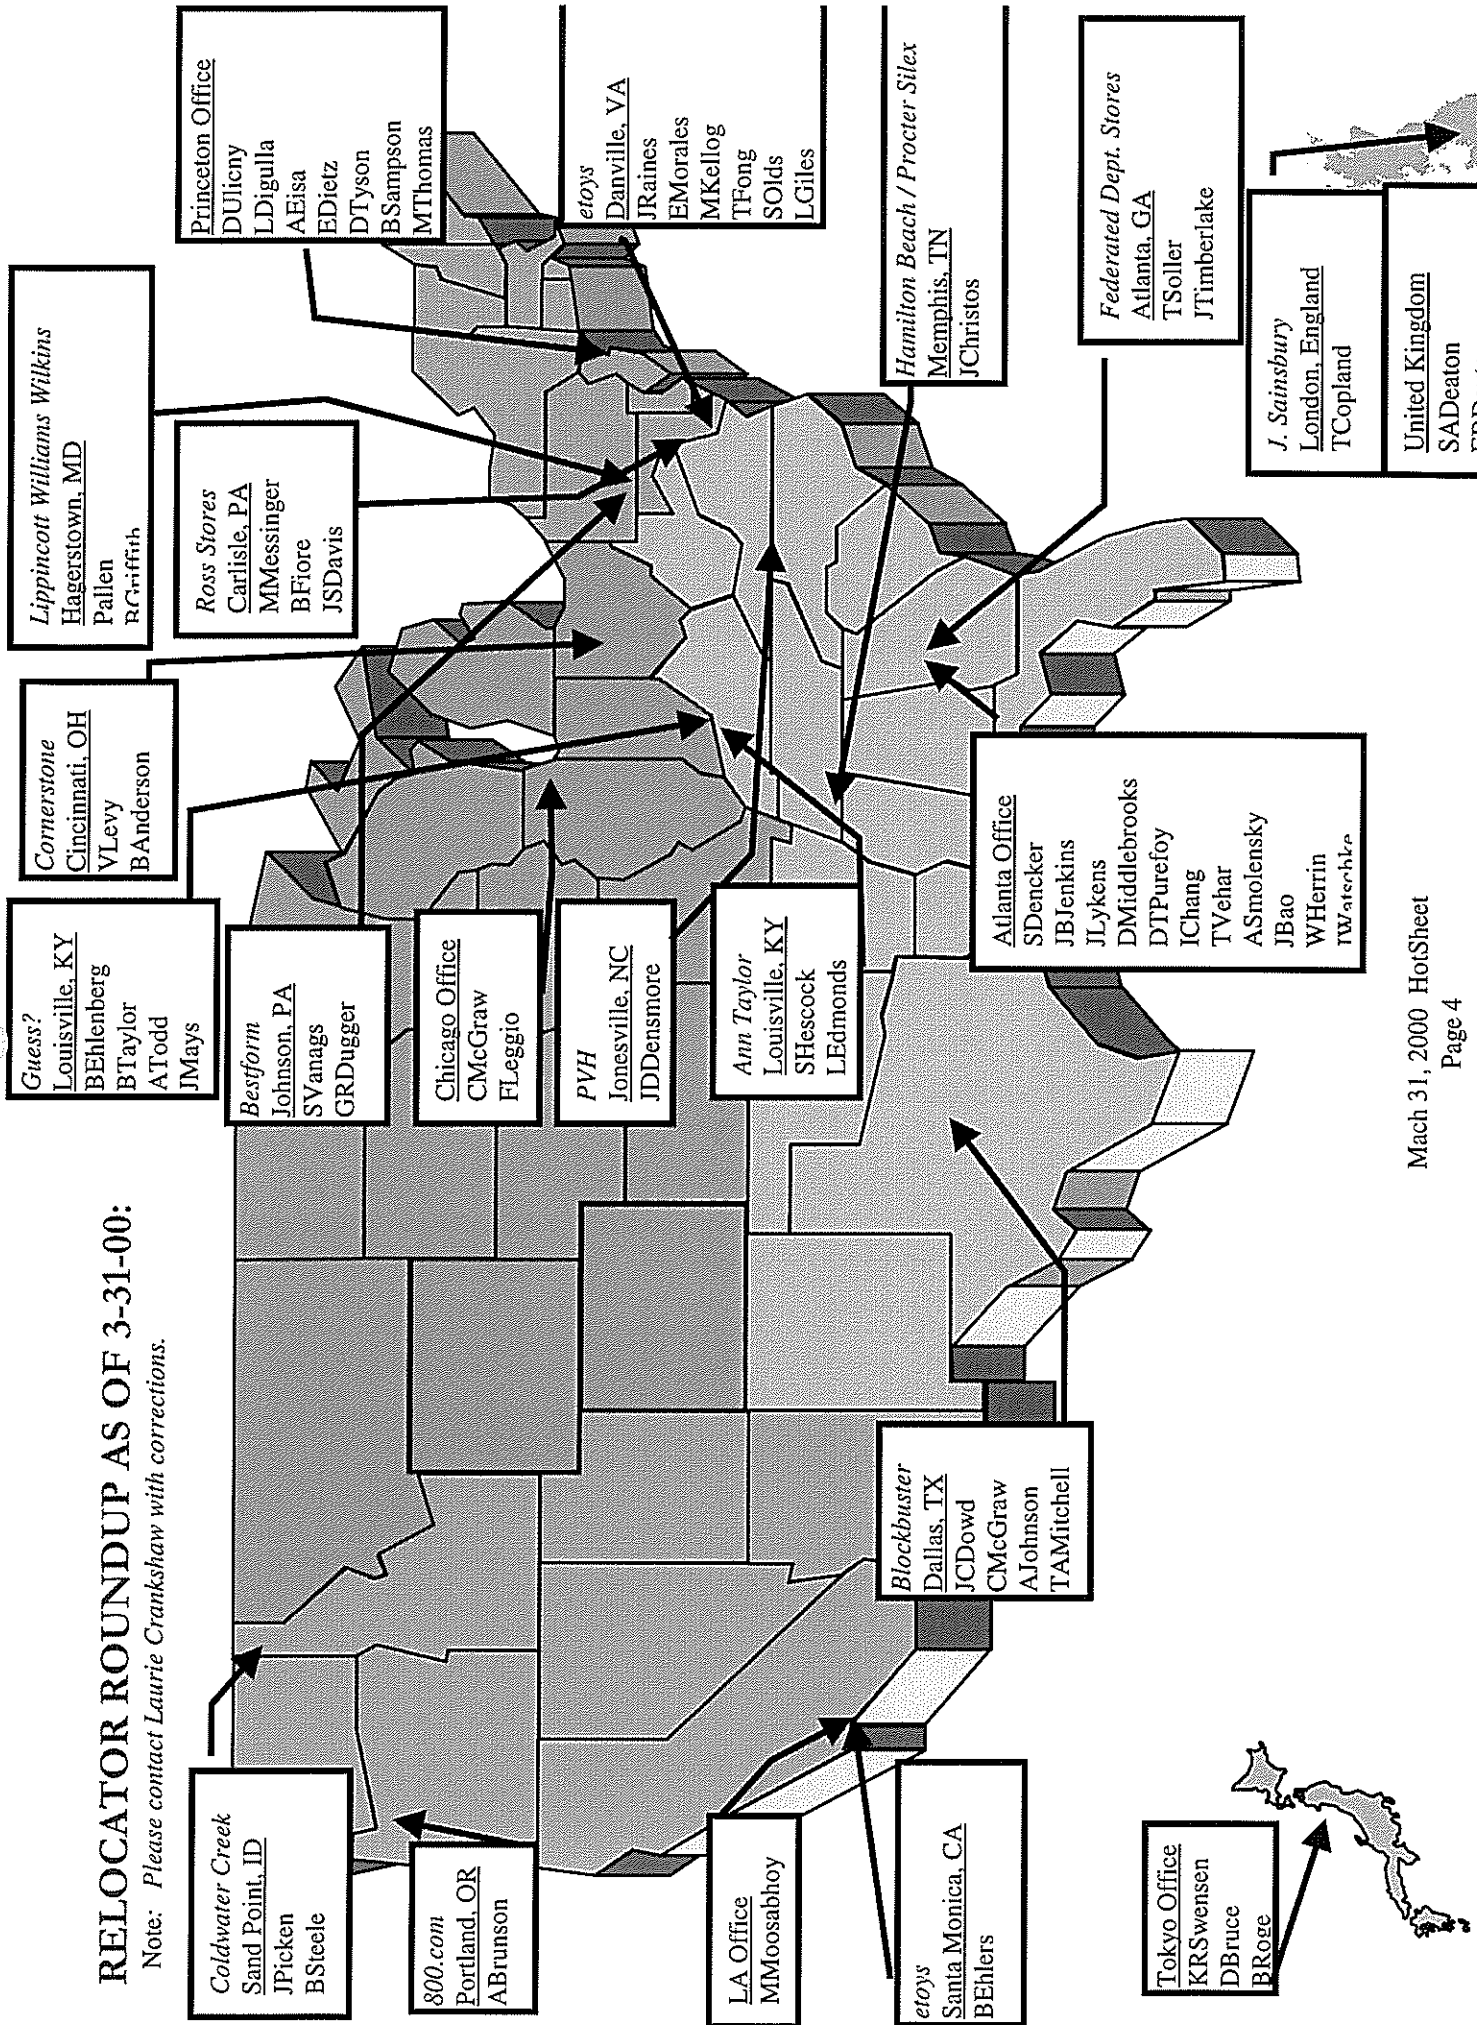 RELOCATOR ROUNDUP AS OF 3-31-00:
Note: Please contact Laurie Crankshaw with corrections.
Coldwater Creek
Sand Point, ID
JPicken
BSteele
800.com
Portland, OR
ABrunson
LA Office
MMoosabhoy
etoys
Santa Monica, CA
BEhlers
Tokyo Office
KRSwensen
DBruce
BRoge
Blockbuster
Dallas, TX
JCDowd
CMcGraw
AJohnson
TAMitchell
Guess?
Louisville, KY
BEhlenberg
BTaylor
ATodd
JMays
Bestform
Johnson, PA
SVanags
GRDugger
Chicago Office
CMcGraw
FLeggio
PVH
Jonesville, NC
JDDensmore
Ann Taylor
Louisville, KY
SHescock
LEdmonds
Atlanta Office
SDencker
JBJenkins
JLykens
DMiddlebrooks
DTPurefoy
IChang
TVehar
ASmolensky
JBao
WHerrin
Cornerstone
Cincinnati, OH
VLevy
BAnderson
Lippincott Willians Wilkins
Hagerstown, MD
Pallen
BGriffith
Ross Stores
Carlisle, PA
MMessinger
BFiore
JSDavis
Princeton Office
DUlicny
LDigulla
AEisa
EDietz
DTyson
BSampson
MThomas
etoys
Danville, VA
JRaines
EMorales
MKellog
TFong
SOlds
LGiles
Hamilton Beach / Procter Silex
Memphis, TN
JChristos
Federated Dept. Stores
Atlanta, GA
TSoller
JTimberlake
J. Sainsbury
London, England
TCopland
United Kingdom
SADeaton
Mach 31, 2000 HotSheet
Page 4